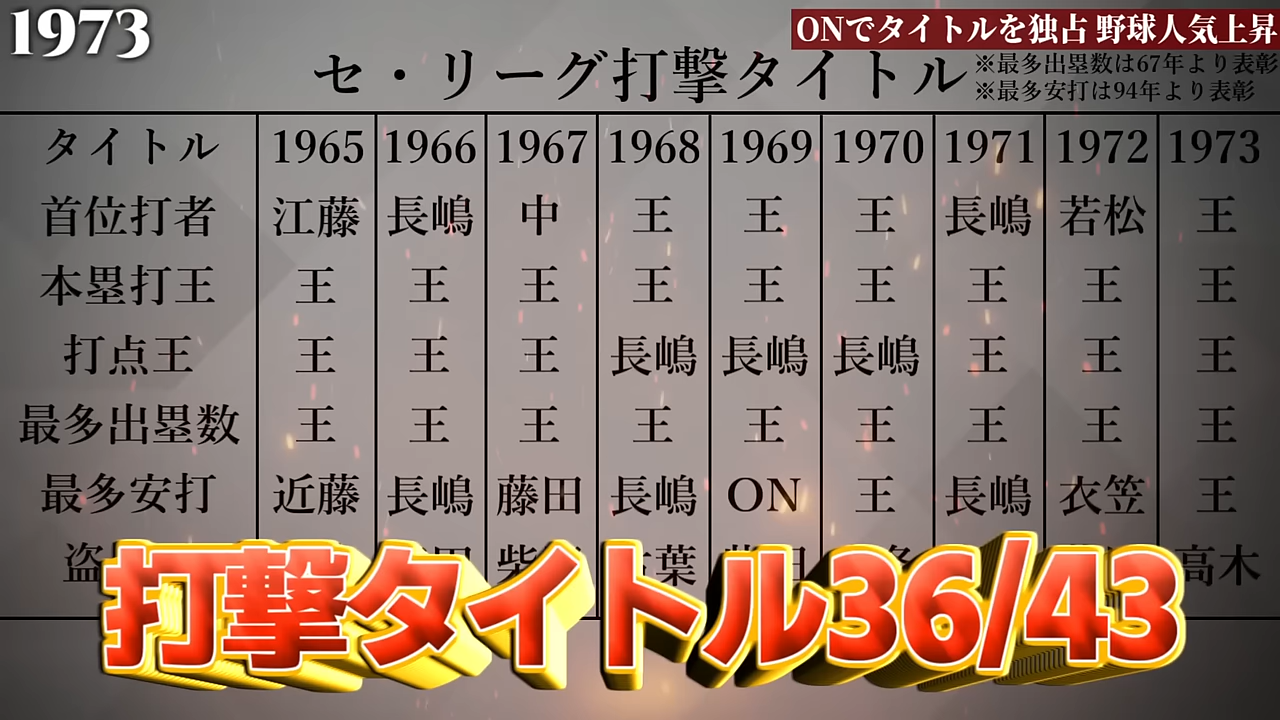 1973
ONでタイトルを独占 野球人気上昇
セ・リーグ打撃タイトル
※最多出塁数は67年より表彰
※最多安打は94年より表彰
タイトル 1965 1966 1967 1968 1969 1970 1971 1972 1973
首位打者 江藤 長嶋 中 王 王 王 長嶋 若松 王
本塁打王 王 王 王 王 王 王 王 王 王
打点王 王 王 王 長嶋 長嶋 長嶋 王 王 王
最多出塁数 王 王 王 王 王 王 王 王 王
最多安打 近藤 長嶋 藤田 長嶋 ON 王 長嶋 衣笠 王
盗 高木
打撃タイトル36/43